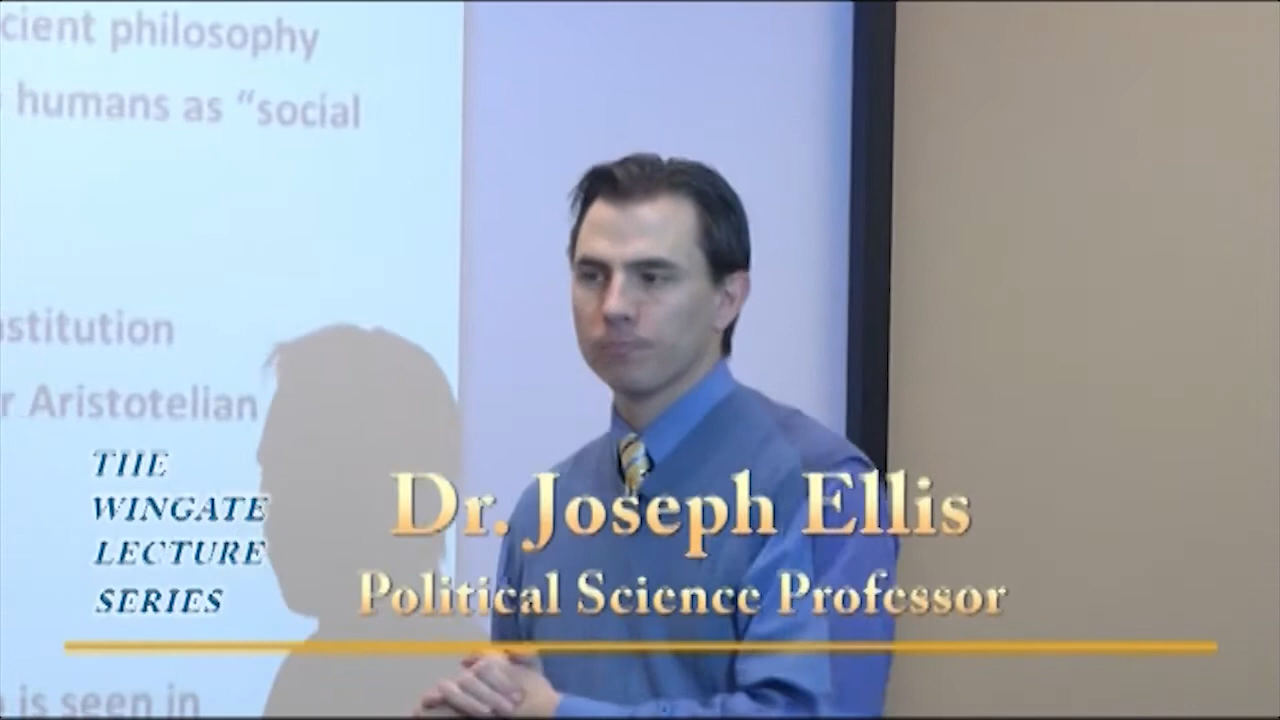 cient philosophy
humans as “social
stitution
r Aristotelian
THE
WINGATE
LECTURE
SERIES
Dr. Joseph Ellis
Political Science Professor
is seen in